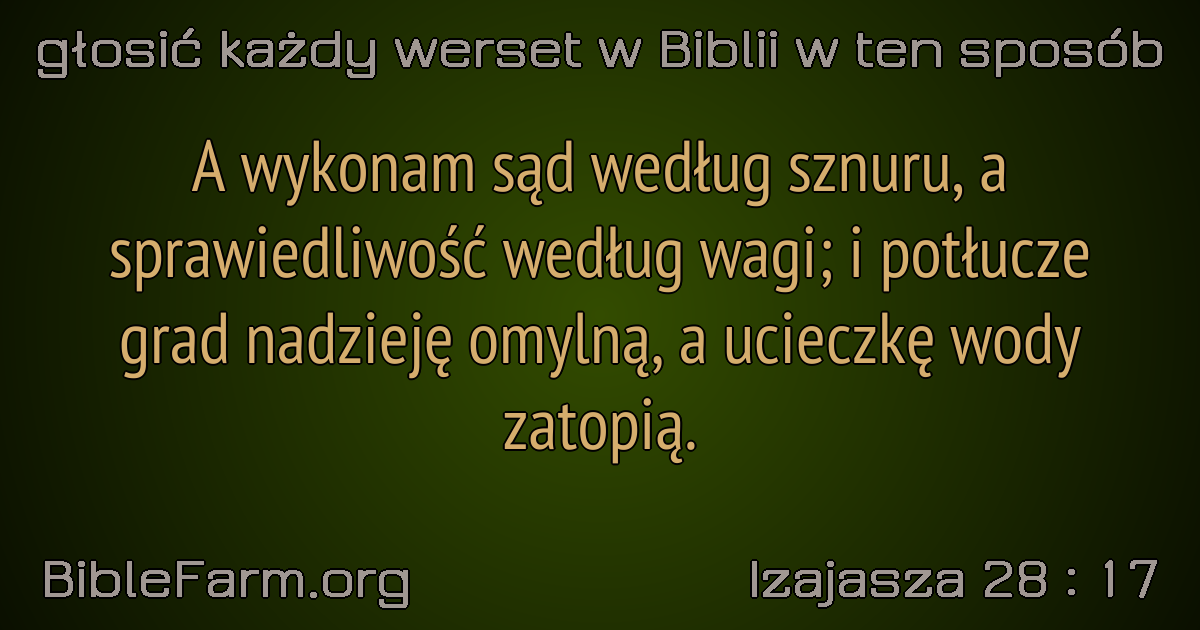 głosić każdy werset w Biblii w ten sposób
A wykonam sąd według sznuru, a
sprawiedliwość według wagi; i potłucze
grad nadzieję omylną, a ucieczkę wody
zatopią.
BibleFarm.org
Izajasza 28 : 17